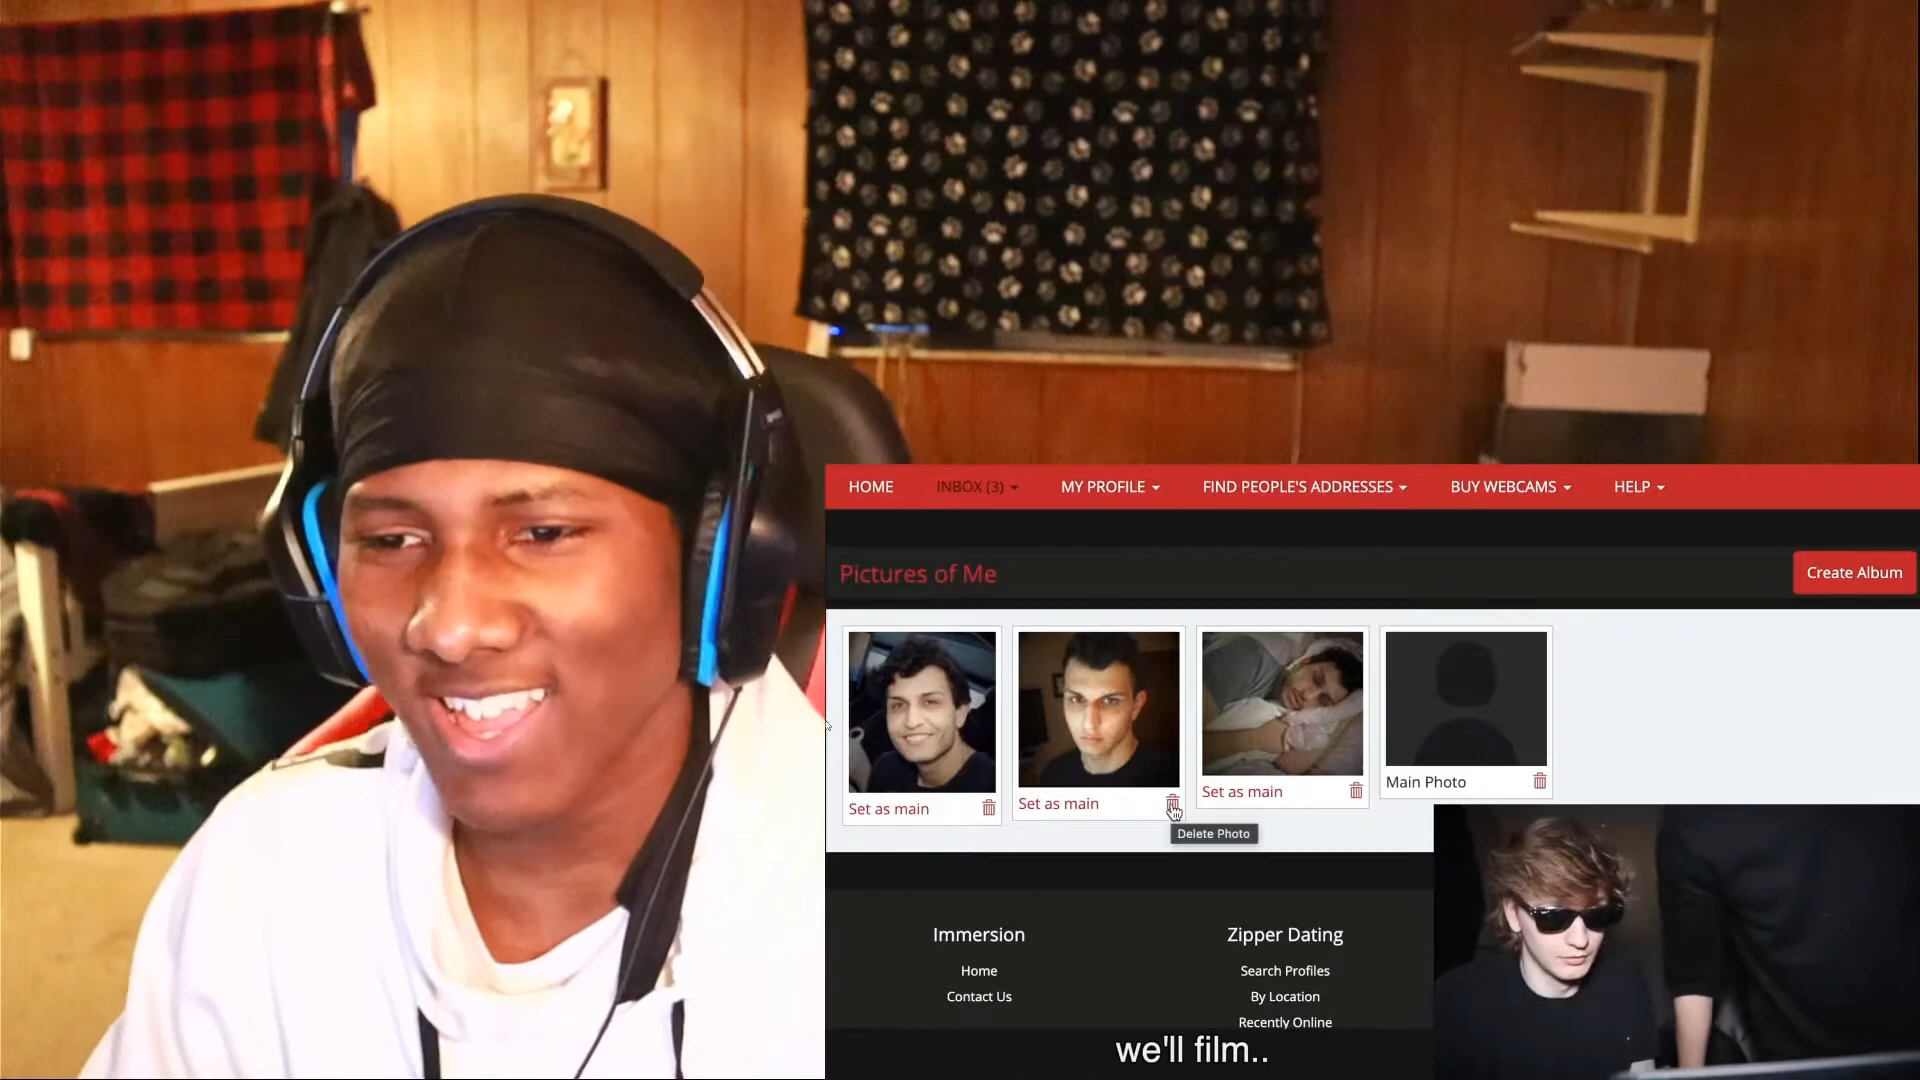 HOME INBOX (3) MY PROFILE FIND PEOPLE'S ADDRESSES BUY WEBCAMS HELP
Pictures of Me
Create Album
Set as main
Set as main
Set as main
Main Photo
Delete Photo
Immersion
Home
Contact Us
Zipper Dating
Search Profiles
By Location
Recently Online
we'll film..